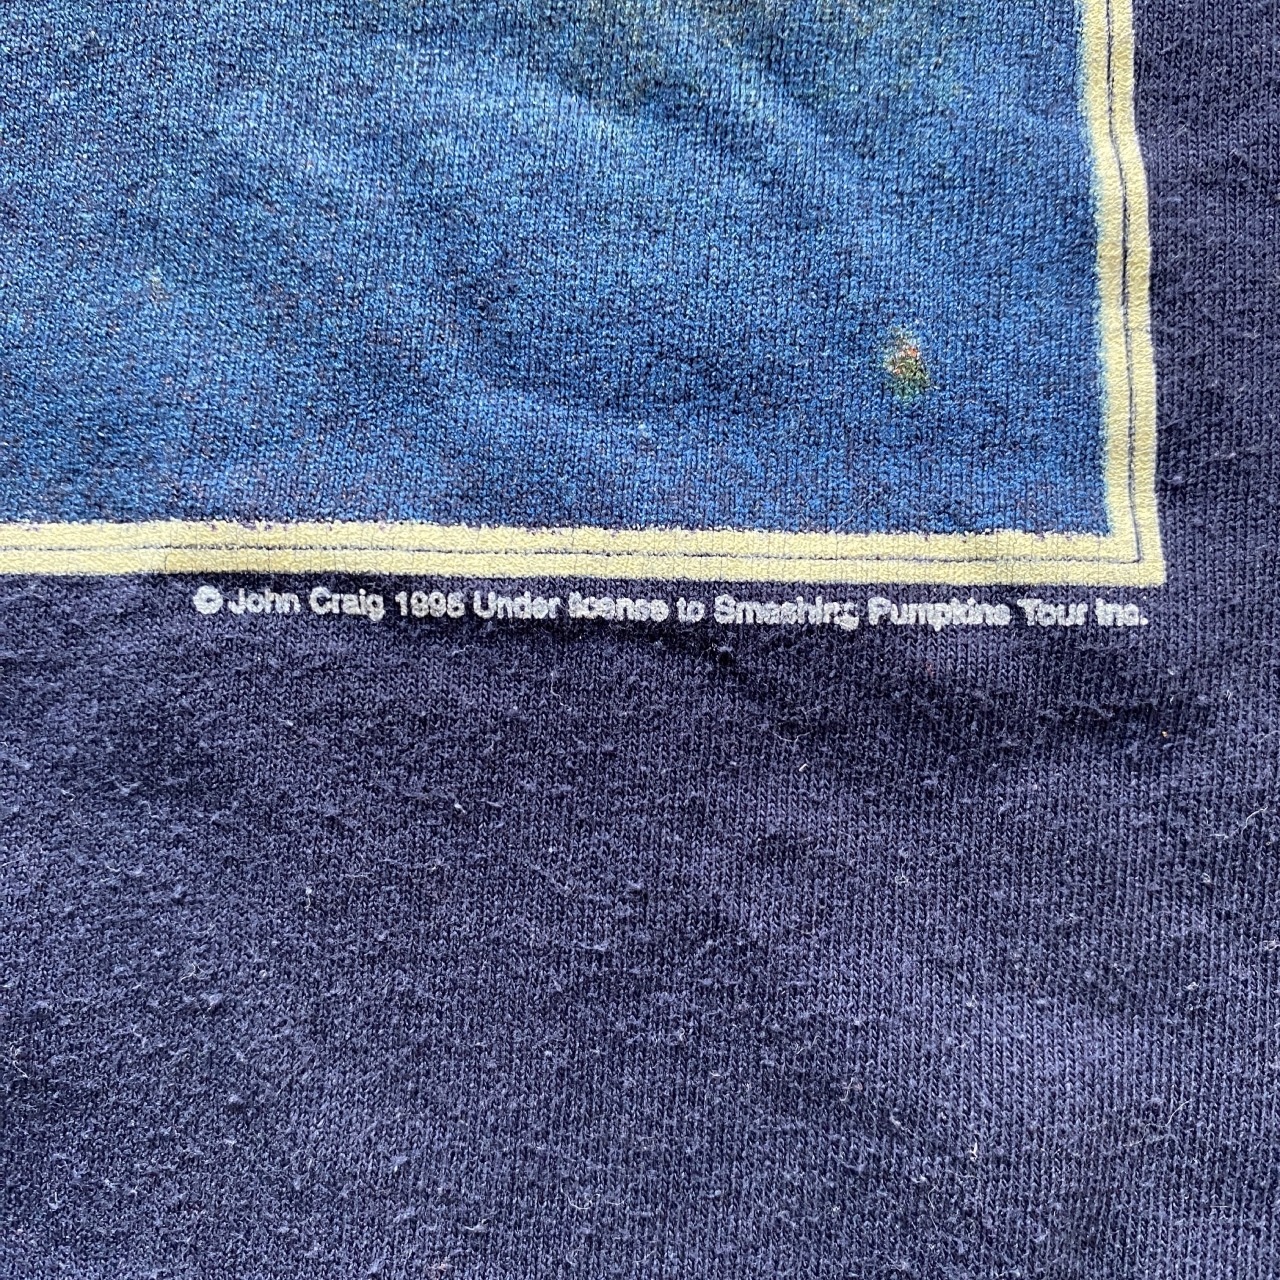 © John Craig 1996 Under license to Smashing Pumpkins Tour Inc.